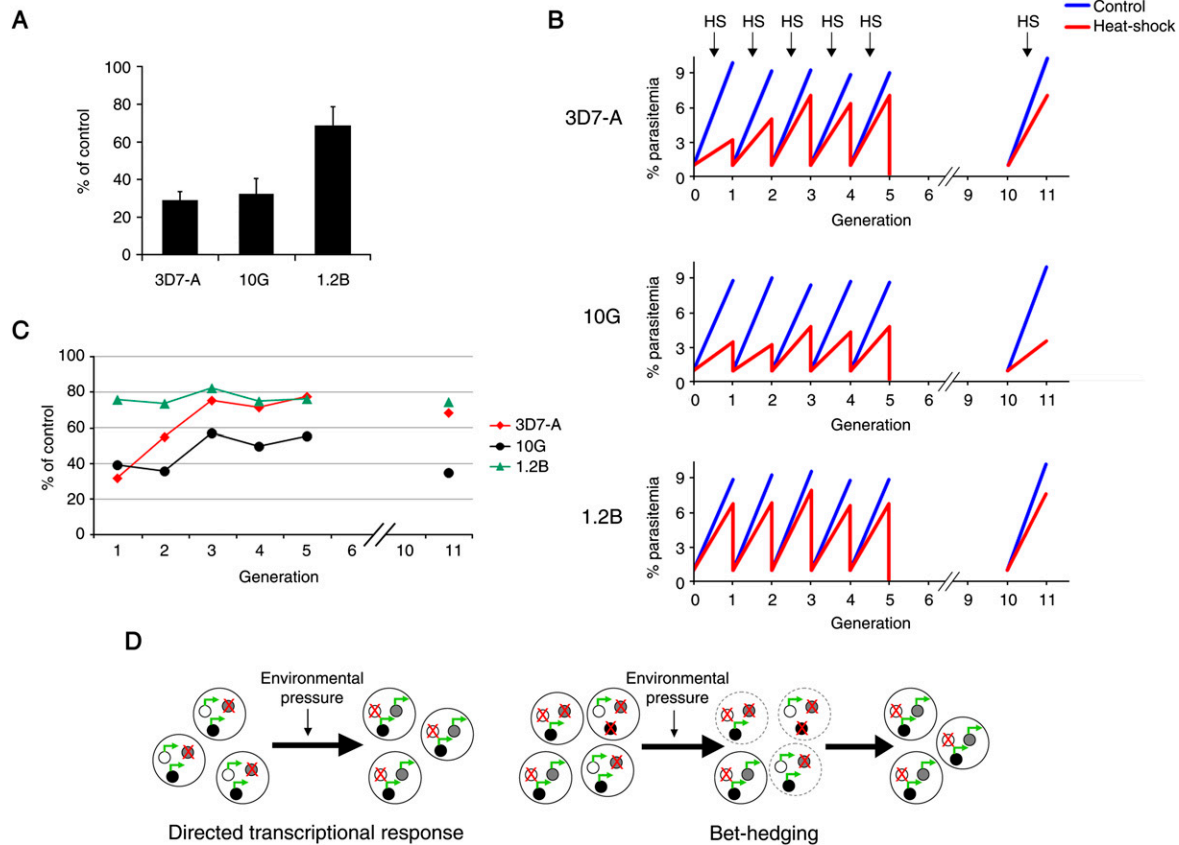 A
% of control
100
80
60
40
20
0
3D7-A 10G 1.2B
B
HS HS HS HS HS HS
Control
Heat-shock
3D7-A
% parasitemia
9
6
3
0
0 1 2 3 4 5 6 9 10 11
Generation
10G
% parasitemia
9
6
3
0
0 1 2 3 4 5 6 9 10 11
Generation
1.2B
% parasitemia
9
6
3
0
0 1 2 3 4 5 6 9 10 11
Generation
C
% of control
100
80
60
40
20
0
1 2 3 4 5 6 10 11
Generation
3D7-A
10G
1.2B
D
Environmental
pressure
Directed transcriptional response
Environmental
pressure
Bet-hedging